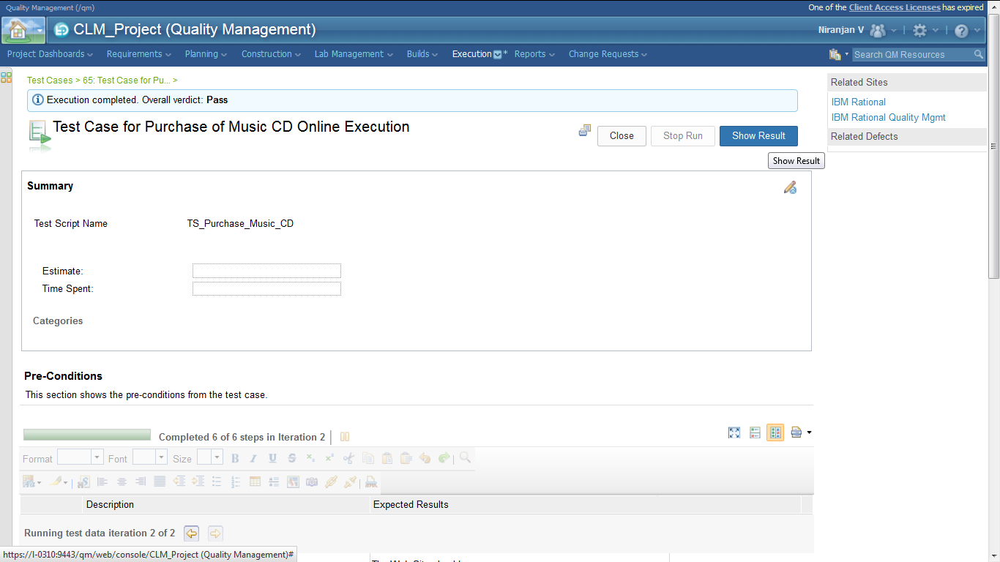 Quality Management (/qm)
One of the Client Access Licenses has expired
CLM_Project (Quality Management)
Niranjan V
Project Dashboards
Requirements
Planning
Construction
Lab Management
Builds
Execution *
Reports
Change Requests
Search QM Resources
Test Cases > 65: Test Case for Pu... >
Related Sites
Execution completed. Overall verdict: Pass
IBM Rational
IBM Rational Quality Mgmt
Test Case for Purchase of Music CD Online Execution
Close
Stop Run
Show Result
Related Defects
Show Result
Summary
Test Script Name
TS_Purchase_Music_CD
Estimate:
Time Spent:
Categories
Pre-Conditions
This section shows the pre-conditions from the test case.
Completed 6 of 6 steps in Iteration 2
Format
Font
Size
B I U S
Description
Expected Results
Running test data iteration 2 of 2
https://l-0310:9443/qm/web/console/CLM_Project (Quality Management)#